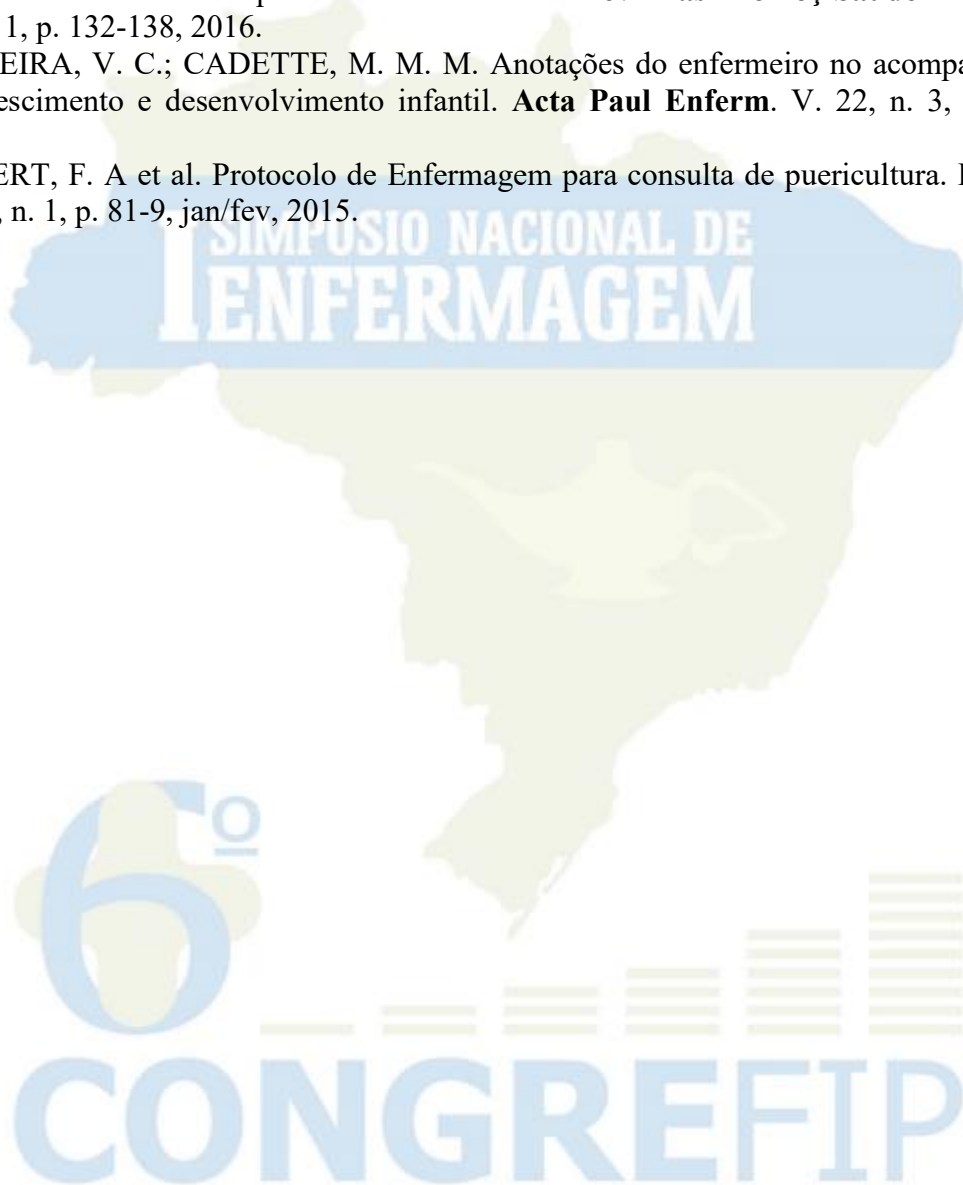 1, p. 132-138, 2016.
EIRA, V. C.; CADETTE, M. M. M. Anotações do enfermeiro no acompa
escimento e desenvolvimento infantil. Acta Paul Enferm. V. 22, n. 3,
ERT, F. A et al. Protocolo de Enfermagem para consulta de puericultura.
, n. 1, p. 81-9, jan/fev, 2015.
I SIMPÓSIO NACIONAL DE
ENFERMAGEM
6º
CONGREFIP